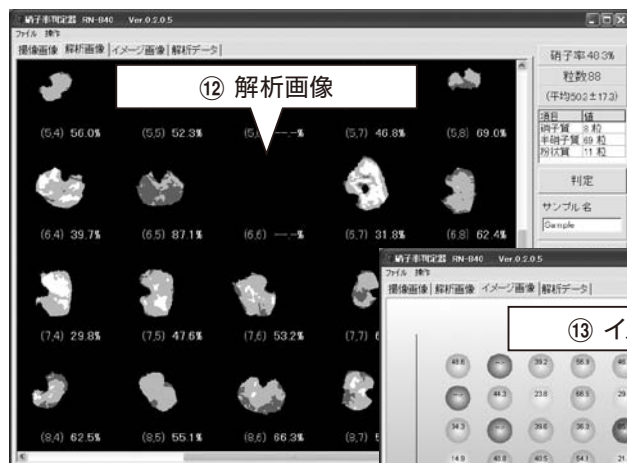 硝子率判定器 RN-840 Ver.0.2.0.5
ファイル 操作
撮像画像 解析画像 イメージ画像 解析データ
⑫ 解析画像
(5,4) 56.0% (5,5) 52.3% --.-% (5,7) 46.8% (5,8) 69.0%
(6,4) 39.7% (6,5) 87.1% (6,6) --.-% (5,7) 31.8% (6,8) 62.4%
(7,4) 29.8% (7,5) 47.6% (7,6) 53.2% (7,7)
(8,4) 62.5% (8,5) 55.1% (8,6) 66.3% (8,7)
硝子率40.3%
粒数88
(平均50.2±17.3)
項目 値
硝子質 8 粒
半硝子質 69 粒
粉状質 11 粒
判定
サンプル名
Sample
硝子率判定器 RN-840 Ver.0.2.0.5
ファイル 操作
撮像画像 解析画像 イメージ画像 解析データ
⑬ イ
48.6 39.2 56.8 46
44.3 23.8 66.5 29
34.3 39.6 36.3
14.9 40.8 40.5 54.1 21